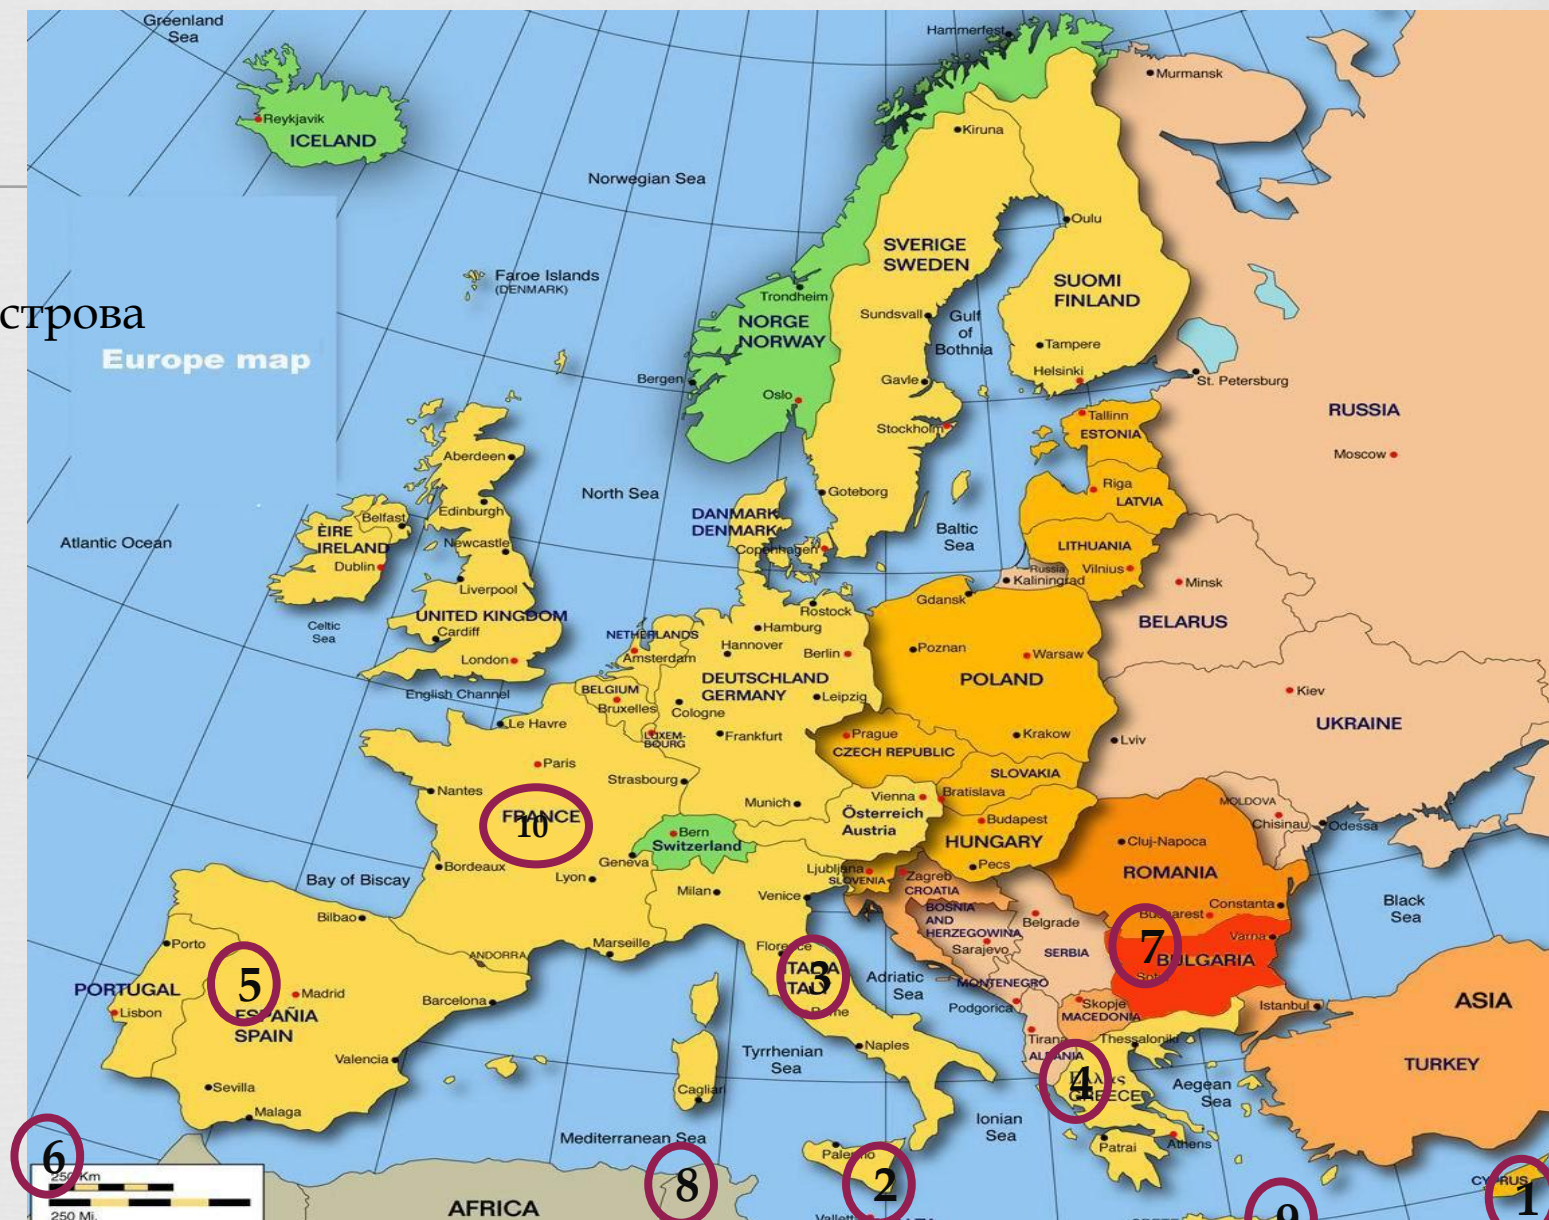 Greenland
Sea
Hammerfest
Murmansk
Reykjavik
ICELAND
Kiruna
Norwegian Sea
Oulu
SVERIGE
SWEDEN
Faroe Islands
(DENMARK)
SUOMI
FINLAND
Trondheim
строва
NORGE
NORWAY
Sundsvall
Gulf
of
Bothnia
Tampere
Europe map
Helsinki
Bergen
Gavle
St. Petersburg
Oslo
RUSSIA
Tallinn
ESTONIA
Stockholm
Moscow
Aberdeen
Riga
LATVIA
North Sea
Goteborg
Edinburgh
DANMARK
DENMARK
Belfast
ÈIRE
IRELAND
Baltic
Sea
Atlantic Ocean
Newcastle
Copenhagen
LITHUANIA
Dublin
Russia
Kaliningrad
Vilnius
Minsk
Liverpool
Gdansk
Rostock
UNITED KINGDOM
Celtic
Sea
Cardiff
Hamburg
NETHERLANDS
BELARUS
Hannover
Amsterdam
Berlin
Poznan
Warsaw
London
English Channel
DEUTSCHLAND
GERMANY
POLAND
BELGIUM
Bruxelles
Cologne
Leipzig
Kiev
Le Havre
UKRAINE
LUXEM-
BOURG
Frankfurt
Prague
Krakow
Lviv
CZECH REPUBLIC
Paris
Strasbourg
SLOVAKIA
Nantes
Munich
Vienna
Bratislava
MOLDOVA
FRANCE
10
Österreich
Austria
Budapest
Chisinau
Odessa
Bern
Switzerland
HUNGARY
Cluj-Napoca
Geneva
Bordeaux
Lyon
Ljubljana
SLOVENIA
Pecs
ROMANIA
Bay of Biscay
Milan
Venice
Zagreb
CROATIA
Constanta
Black
Sea
Bilbao
BOSNIA
AND
HERZEGOWINA
Belgrade
Bucharest
Porto
Marseille
Florence
Sarajevo
SERBIA
Varna
7
BULGARIA
ANDORRA
5
3
ITALIA
ITALY
Adriatic
Sea
MONTENEGRO
PORTUGAL
Madrid
Barcelona
Podgorica
Skopje
MACEDONIA
Istanbul
ASIA
Lisbon
ESPAÑIA
SPAIN
Rome
Tirana
ALBANIA
Thessaloniki
Valencia
Tyrrhenian
Sea
Naples
TURKEY
Sevilla
Cagliari
4
GREECE
Aegean
Sea
Malaga
Ionian
Sea
Mediterranean Sea
Palermo
Patrai
Athens
6
250 Km
8
2
CYPRUS
1
AFRICA
9
250 Mi.